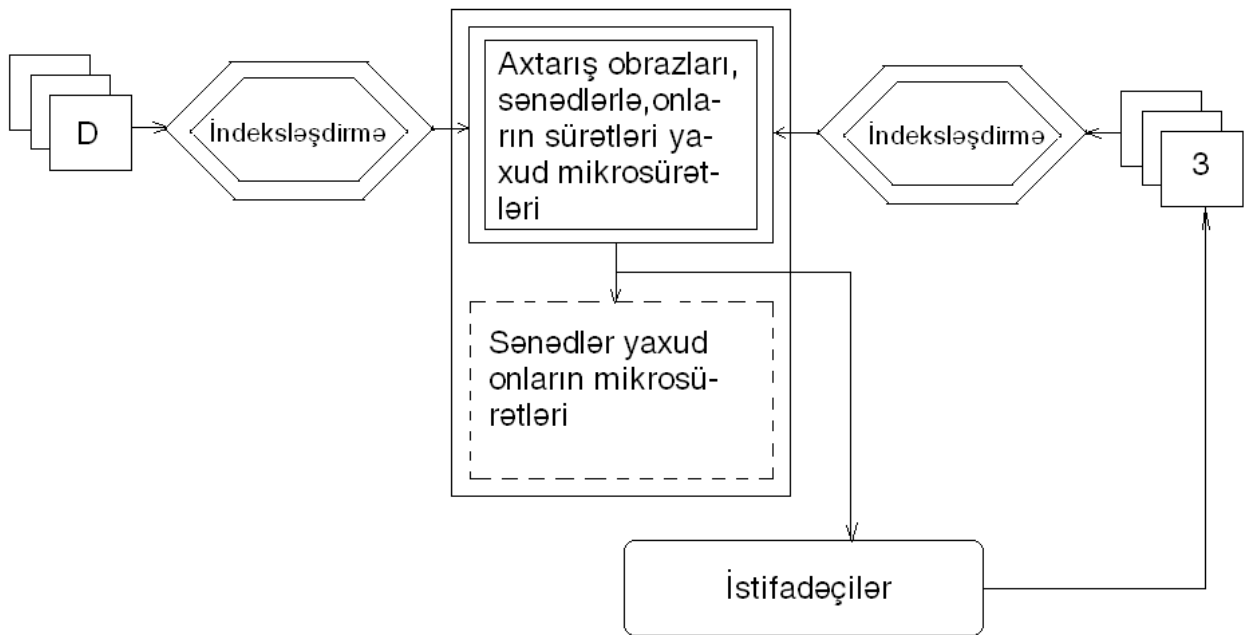 D
İndeksləşdirmə
Axtarış obrazları,
sənədlərlə,onla-
rın sürətləri ya-
xud mikrosürət-
ləri
İndeksləşdirmə
3
Sənədlər yaxud
onların mikrosü-
rətləri
İstifadəçilər